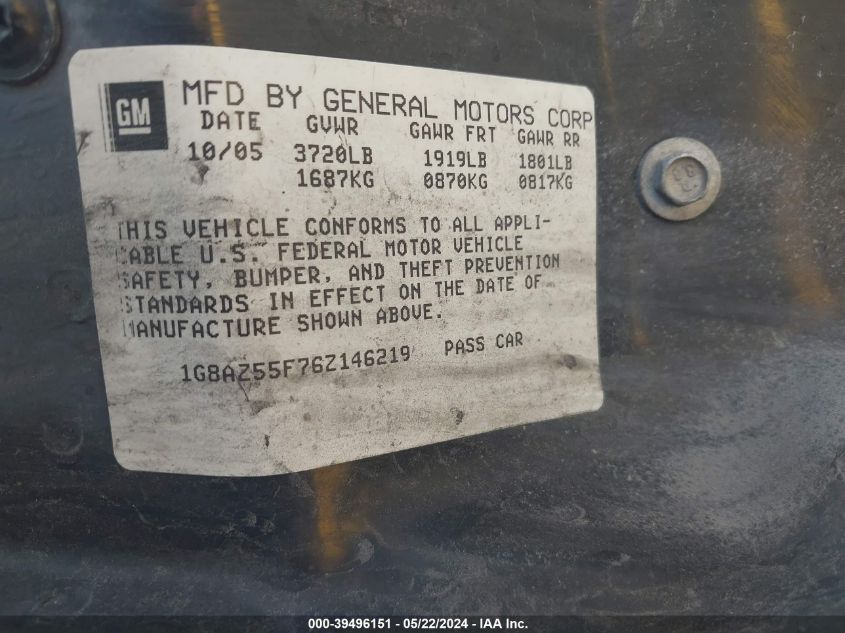 GM
MFD BY GENERAL MOTORS CORP
DATE GVWR GAWR FRT GAWR RR
10/05 3720LB 1919LB 1801LB
1687KG 0870KG 0817KG
THIS VEHICLE CONFORMS TO ALL APPLI-
CABLE U.S. FEDERAL MOTOR VEHICLE
SAFETY, BUMPER, AND THEFT PREVENTION
STANDARDS IN EFFECT ON THE DATE OF
MANUFACTURE SHOWN ABOVE.
1G8AZ55F76Z146219 PASS CAR
000-39496151 - 05/22/2024 - IAA Inc.